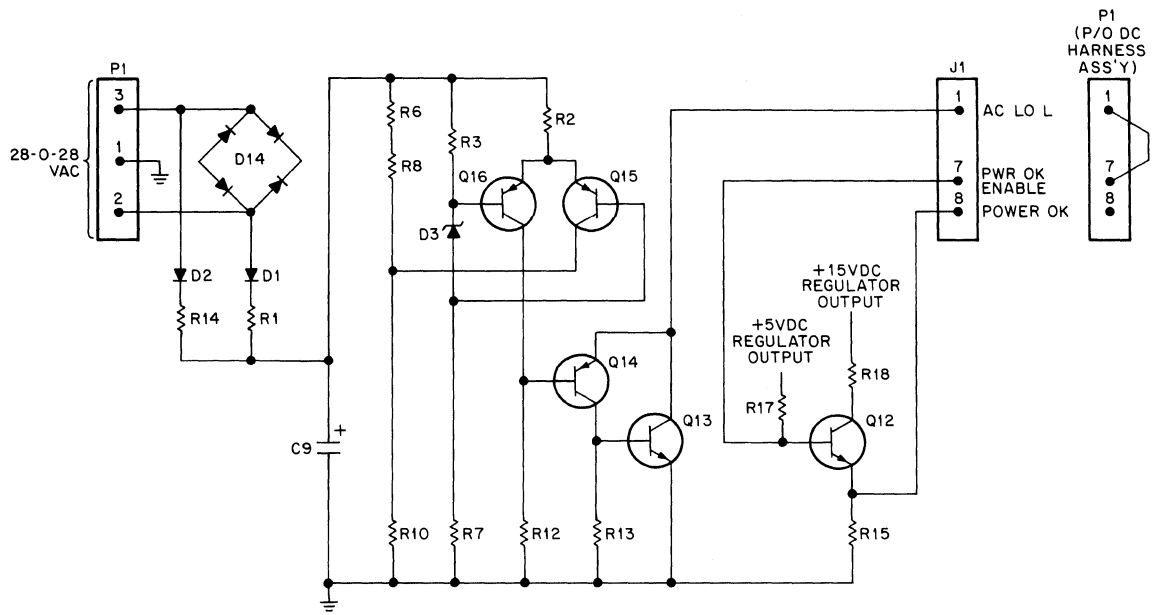 P1
(P/O DC
HARNESS
ASS'Y)
P1
J1
3
1
2
28-0-28
VAC
D14
D2
D1
R14
R1
C9
+
R6
R8
R3
R2
Q16
Q15
D3
Q14
Q13
R10
R7
R12
R13
1
AC LO L
7
PWR OK
ENABLE
8
POWER OK
1
7
8
+15VDC
REGULATOR
OUTPUT
+5VDC
REGULATOR
OUTPUT
R18
R17
Q12
R15